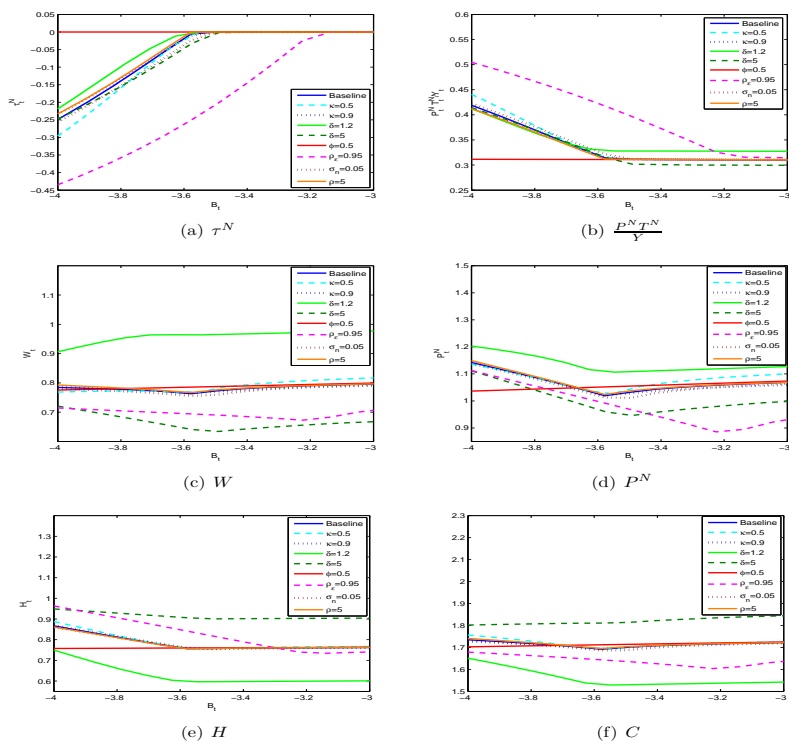 0.05
0
−0.05
−0.1
−0.15
−0.2
−0.25
−0.3
−0.35
−0.4
−0.45
−4
−3.8
−3.6
−3.4
−3.2
−3
B_t
τ^N_t
Baseline
κ=0.5
κ=0.9
δ=1.2
δ=5
ϕ=0.5
ρ_ε=0.95
σ_n=0.05
ρ=5
(a) τ^N
0.6
0.55
0.5
0.45
0.4
0.35
0.3
0.25
−4
−3.8
−3.6
−3.4
−3.2
−3
B_t
Baseline
κ=0.5
κ=0.9
δ=1.2
δ=5
ϕ=0.5
ρ_ε=0.95
σ_n=0.05
ρ=5
(b) P^N T^N / Y
1.1
1
0.9
0.8
0.7
−4
−3.8
−3.6
−3.4
−3.2
−3
B_t
W_t
Baseline
κ=0.5
κ=0.9
δ=1.2
δ=5
ϕ=0.5
ρ_ε=0.95
σ_n=0.05
ρ=5
(c) W
1.5
1.4
1.3
1.2
1.1
1
0.9
−4
−3.8
−3.6
−3.4
−3.2
−3
B_t
P^N_t
Baseline
κ=0.5
κ=0.9
δ=1.2
δ=5
ϕ=0.5
ρ_ε=0.95
σ_n=0.05
ρ=5
(d) P^N
1.3
1.2
1.1
1
0.9
0.8
0.7
0.6
−4
−3.8
−3.6
−3.4
−3.2
−3
B_t
H_t
Baseline
κ=0.5
κ=0.9
δ=1.2
δ=5
ϕ=0.5
ρ_ε=0.95
σ_n=0.05
ρ=5
(e) H
2.3
2.2
2.1
2
1.9
1.8
1.7
1.6
1.5
−4
−3.8
−3.6
−3.4
−3.2
−3
B_t
C_t
Baseline
κ=0.5
κ=0.9
δ=1.2
δ=5
ϕ=0.5
ρ_ε=0.95
σ_n=0.05
ρ=5
(f) C